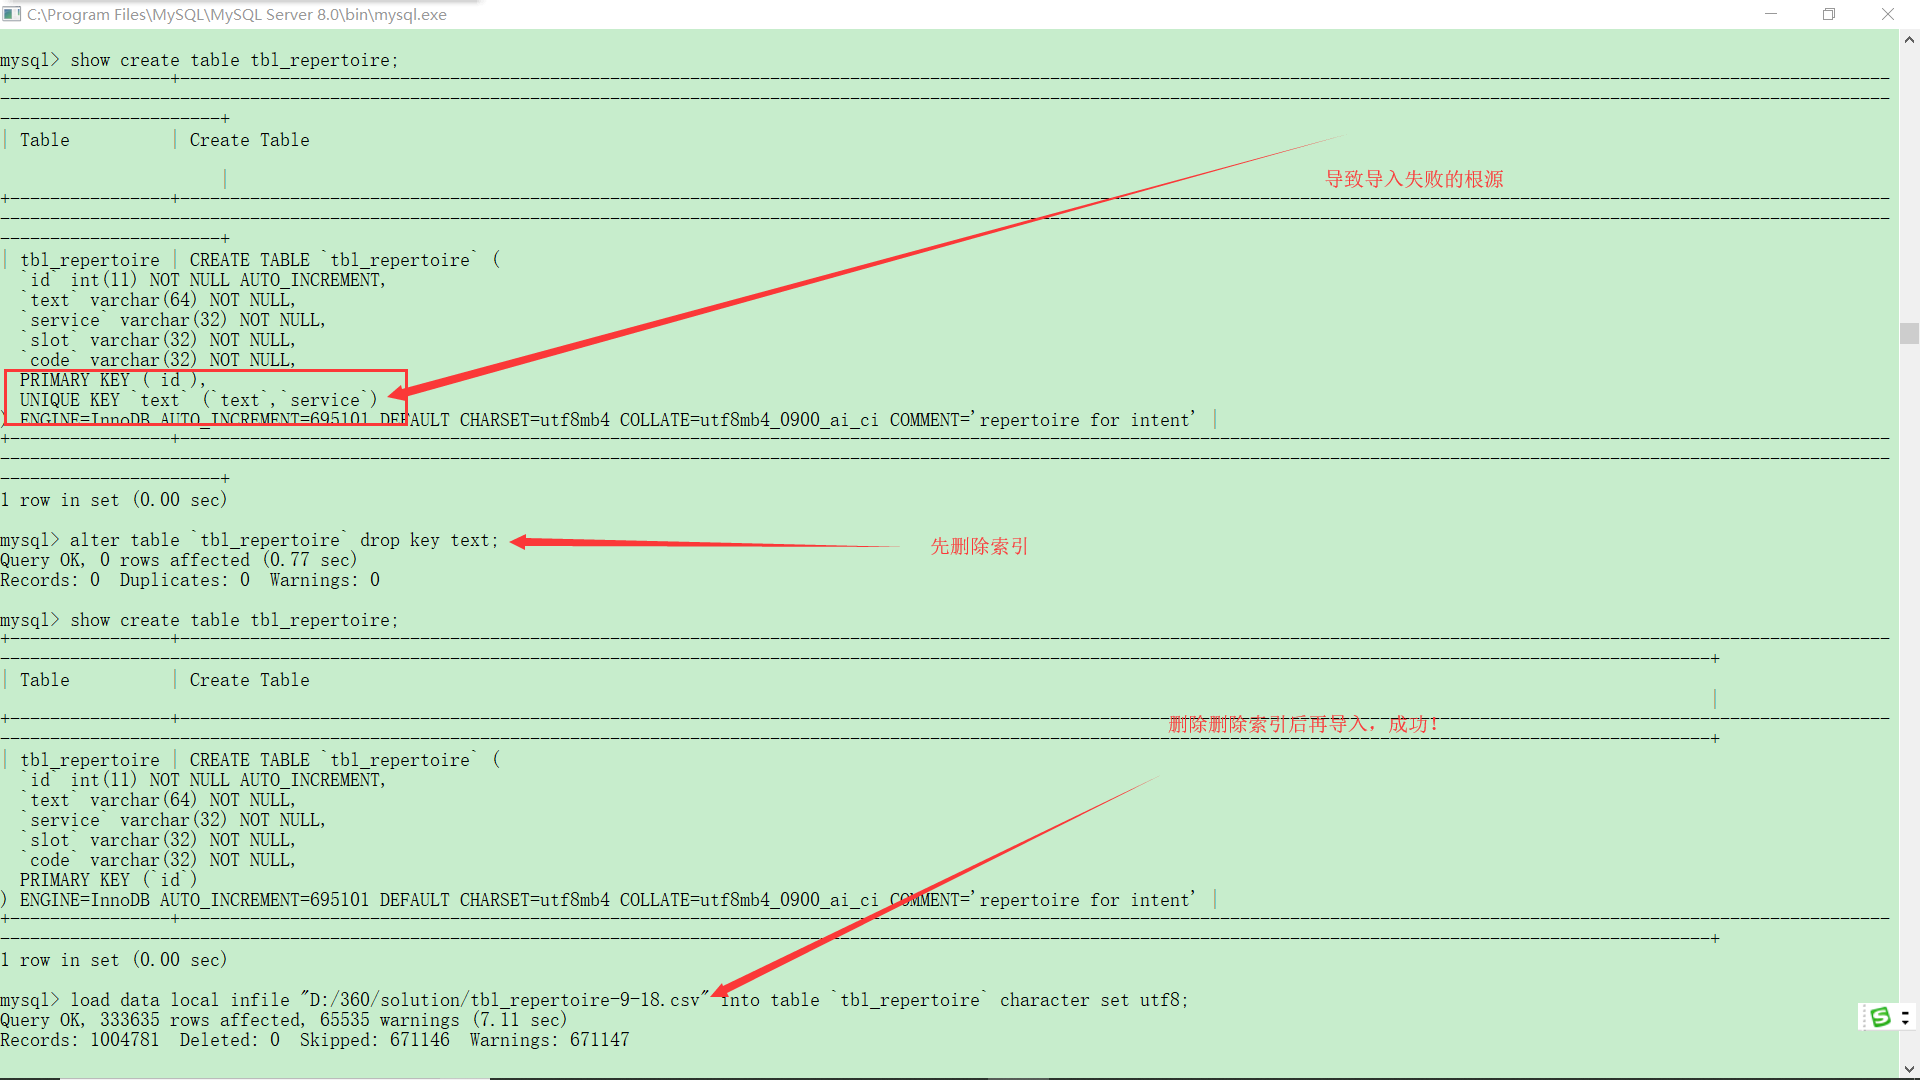 C:\Program Files\MySQL\MySQL Server 8.0\bin\mysql.exe
mysql> show create table tbl_repertoire;
| Table | Create Table
|
导致导入失败的根源
| tbl_repertoire | CREATE TABLE `tbl_repertoire` (
`id` int(11) NOT NULL AUTO_INCREMENT,
`text` varchar(64) NOT NULL,
`service` varchar(32) NOT NULL,
`slot` varchar(32) NOT NULL,
`code` varchar(32) NOT NULL,
PRIMARY KEY (`id`),
UNIQUE KEY `text` (`text`,`service`)
) ENGINE=InnoDB AUTO_INCREMENT=695101 DEFAULT CHARSET=utf8mb4 COLLATE=utf8mb4_0900_ai_ci COMMENT='repertoire for intent' |
1 row in set (0.00 sec)
mysql> alter table `tbl_repertoire` drop key text;
先删除索引
Query OK, 0 rows affected (0.77 sec)
Records: 0 Duplicates: 0 Warnings: 0
mysql> show create table tbl_repertoire;
| Table | Create Table
|
删除删除索引后再导入，成功！
| tbl_repertoire | CREATE TABLE `tbl_repertoire` (
`id` int(11) NOT NULL AUTO_INCREMENT,
`text` varchar(64) NOT NULL,
`service` varchar(32) NOT NULL,
`slot` varchar(32) NOT NULL,
`code` varchar(32) NOT NULL,
PRIMARY KEY (`id`)
) ENGINE=InnoDB AUTO_INCREMENT=695101 DEFAULT CHARSET=utf8mb4 COLLATE=utf8mb4_0900_ai_ci COMMENT='repertoire for intent' |
1 row in set (0.00 sec)
mysql> load data local infile "D:/360/solution/tbl_repertoire-9-18.csv" into table `tbl_repertoire` character set utf8;
Query OK, 333635 rows affected, 65535 warnings (7.11 sec)
Records: 1004781 Deleted: 0 Skipped: 671146 Warnings: 671147